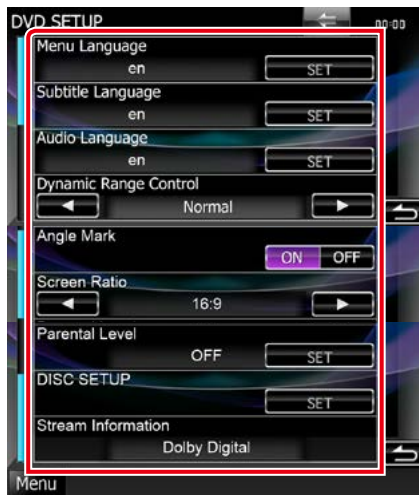 DVD SETUP 00:00
Menu Language
en SET
Subtitle Language
en SET
Audio Language
en SET
Dynamic Range Control
Normal
Angle Mark
ON OFF
Screen Ratio
16:9
Parental Level
OFF SET
DISC SETUP
SET
Stream Information
Dolby Digital
Menu